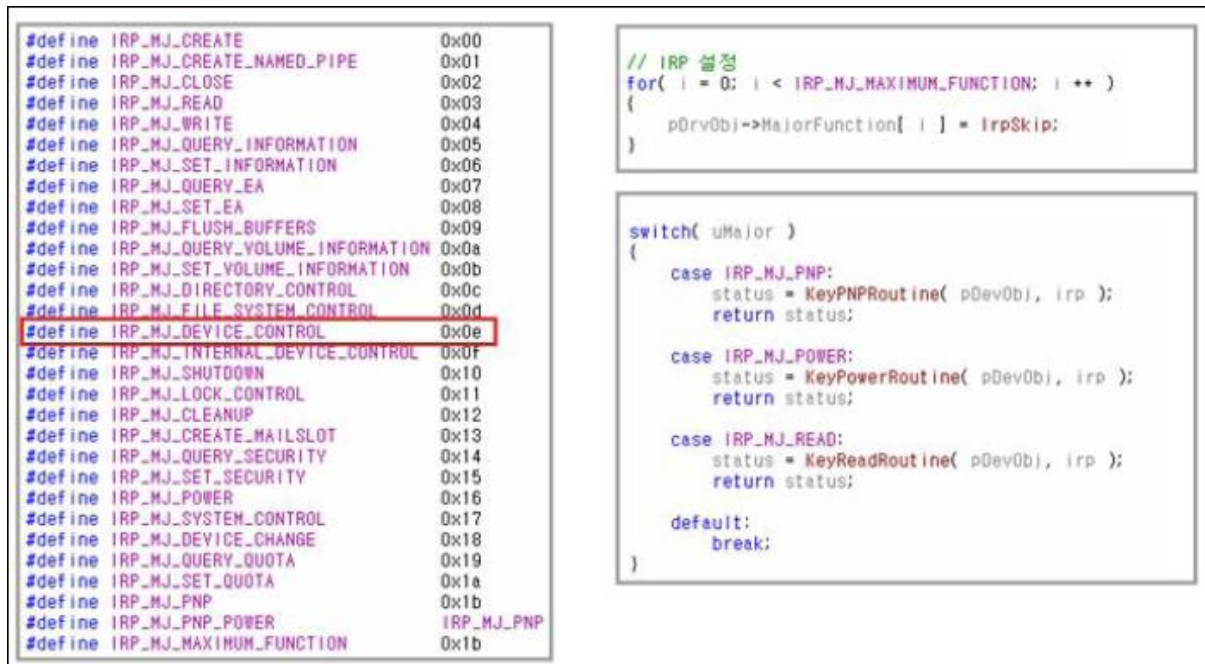 #define IRP_MJ_CREATE 0x00
#define IRP_MJ_CREATE_NAMED_PIPE 0x01
#define IRP_MJ_CLOSE 0x02
#define IRP_MJ_READ 0x03
#define IRP_MJ_WRITE 0x04
#define IRP_MJ_QUERY_INFORMATION 0x05
#define IRP_MJ_SET_INFORMATION 0x06
#define IRP_MJ_QUERY_EA 0x07
#define IRP_MJ_SET_EA 0x08
#define IRP_MJ_FLUSH_BUFFERS 0x09
#define IRP_MJ_QUERY_VOLUME_INFORMATION 0x0a
#define IRP_MJ_SET_VOLUME_INFORMATION 0x0b
#define IRP_MJ_DIRECTORY_CONTROL 0x0c
#define IRP_MJ_FILE_SYSTEM_CONTROL 0x0d
#define IRP_MJ_DEVICE_CONTROL 0x0e
#define IRP_MJ_INTERNAL_DEVICE_CONTROL 0x0f
#define IRP_MJ_SHUTDOWN 0x10
#define IRP_MJ_LOCK_CONTROL 0x11
#define IRP_MJ_CLEANUP 0x12
#define IRP_MJ_CREATE_MAILSLOT 0x13
#define IRP_MJ_QUERY_SECURITY 0x14
#define IRP_MJ_SET_SECURITY 0x15
#define IRP_MJ_POWER 0x16
#define IRP_MJ_SYSTEM_CONTROL 0x17
#define IRP_MJ_DEVICE_CHANGE 0x18
#define IRP_MJ_QUERY_QUOTA 0x19
#define IRP_MJ_SET_QUOTA 0x1a
#define IRP_MJ_PNP 0x1b
#define IRP_MJ_PNP_POWER IRP_MJ_PNP
#define IRP_MJ_MAXIMUM_FUNCTION 0x1b
// IRP 설정
for( i = 0; i < IRP_MJ_MAXIMUM_FUNCTION; i ++ )
{
pDrvObj->MajorFunction[ i ] = IrpSkip;
}
switch( uMajor )
{
case IRP_MJ_PNP:
status = KeyPNPRoutine( pDevObj, irp );
return status;
case IRP_MJ_POWER:
status = KeyPowerRoutine( pDevObj, irp );
return status;
case IRP_MJ_READ:
status = KeyReadRoutine( pDevObj, irp );
return status;
default:
break;
}